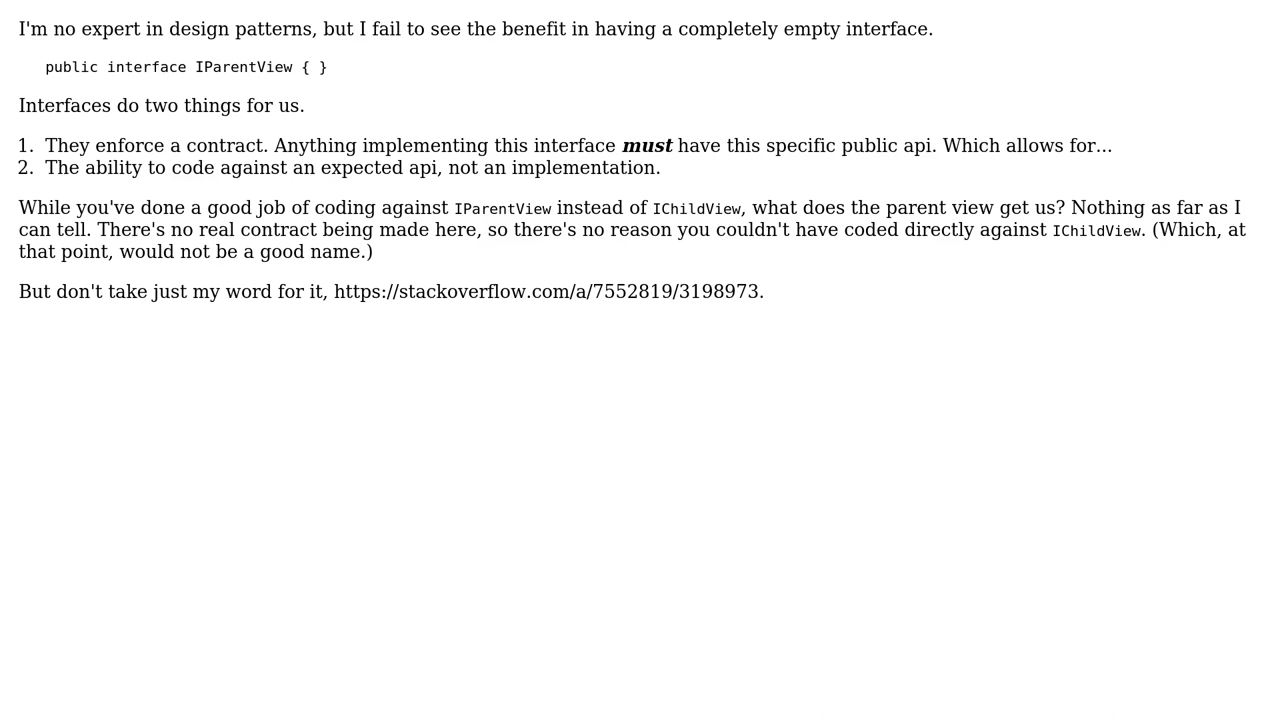 I'm no expert in design patterns, but I fail to see the benefit in having a completely empty interface.
public interface IParentView { }
Interfaces do two things for us.
1. They enforce a contract. Anything implementing this interface must have this specific public api. Which allows for...
2. The ability to code against an expected api, not an implementation.
While you've done a good job of coding against IParentView instead of IChildView, what does the parent view get us? Nothing as far as I
can tell. There's no real contract being made here, so there's no reason you couldn't have coded directly against IChildView. (Which, at
that point, would not be a good name.)
But don't take just my word for it, https://stackoverflow.com/a/7552819/3198973.